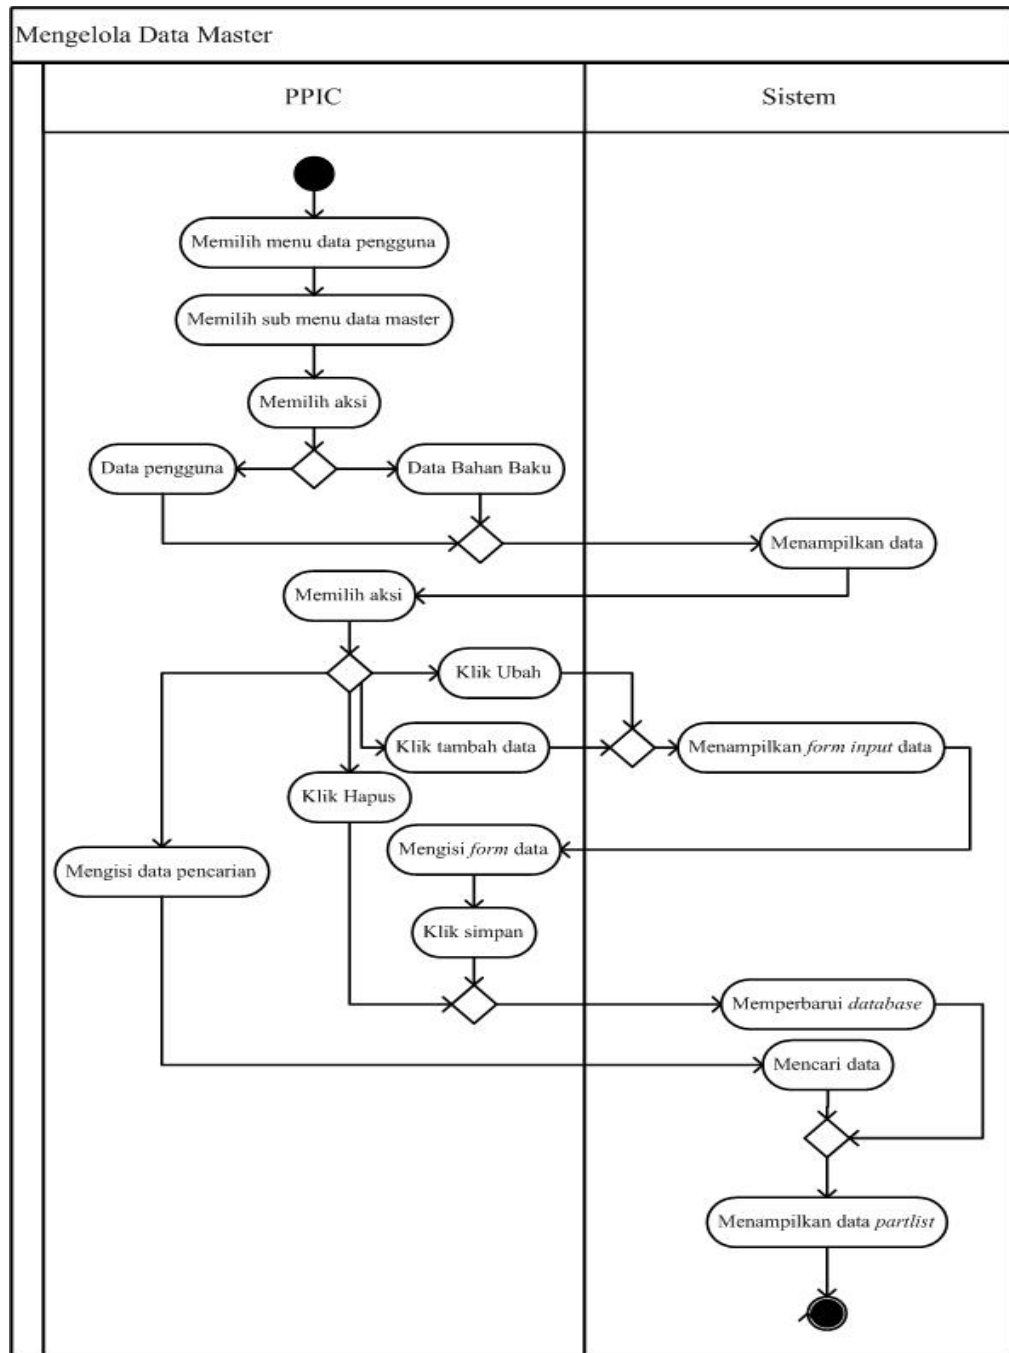 Mengelola Data Master
PPIC
Sistem
Memilih menu data pengguna
Memilih sub menu data master
Memilih aksi
Data pengguna
Data Bahan Baku
Menampilkan data
Memilih aksi
Klik Ubah
Klik tambah data
Menampilkan form input data
Klik Hapus
Mengisi form data
Mengisi data pencarian
Klik simpan
Memperbarui database
Mencari data
Menampilkan data partlist